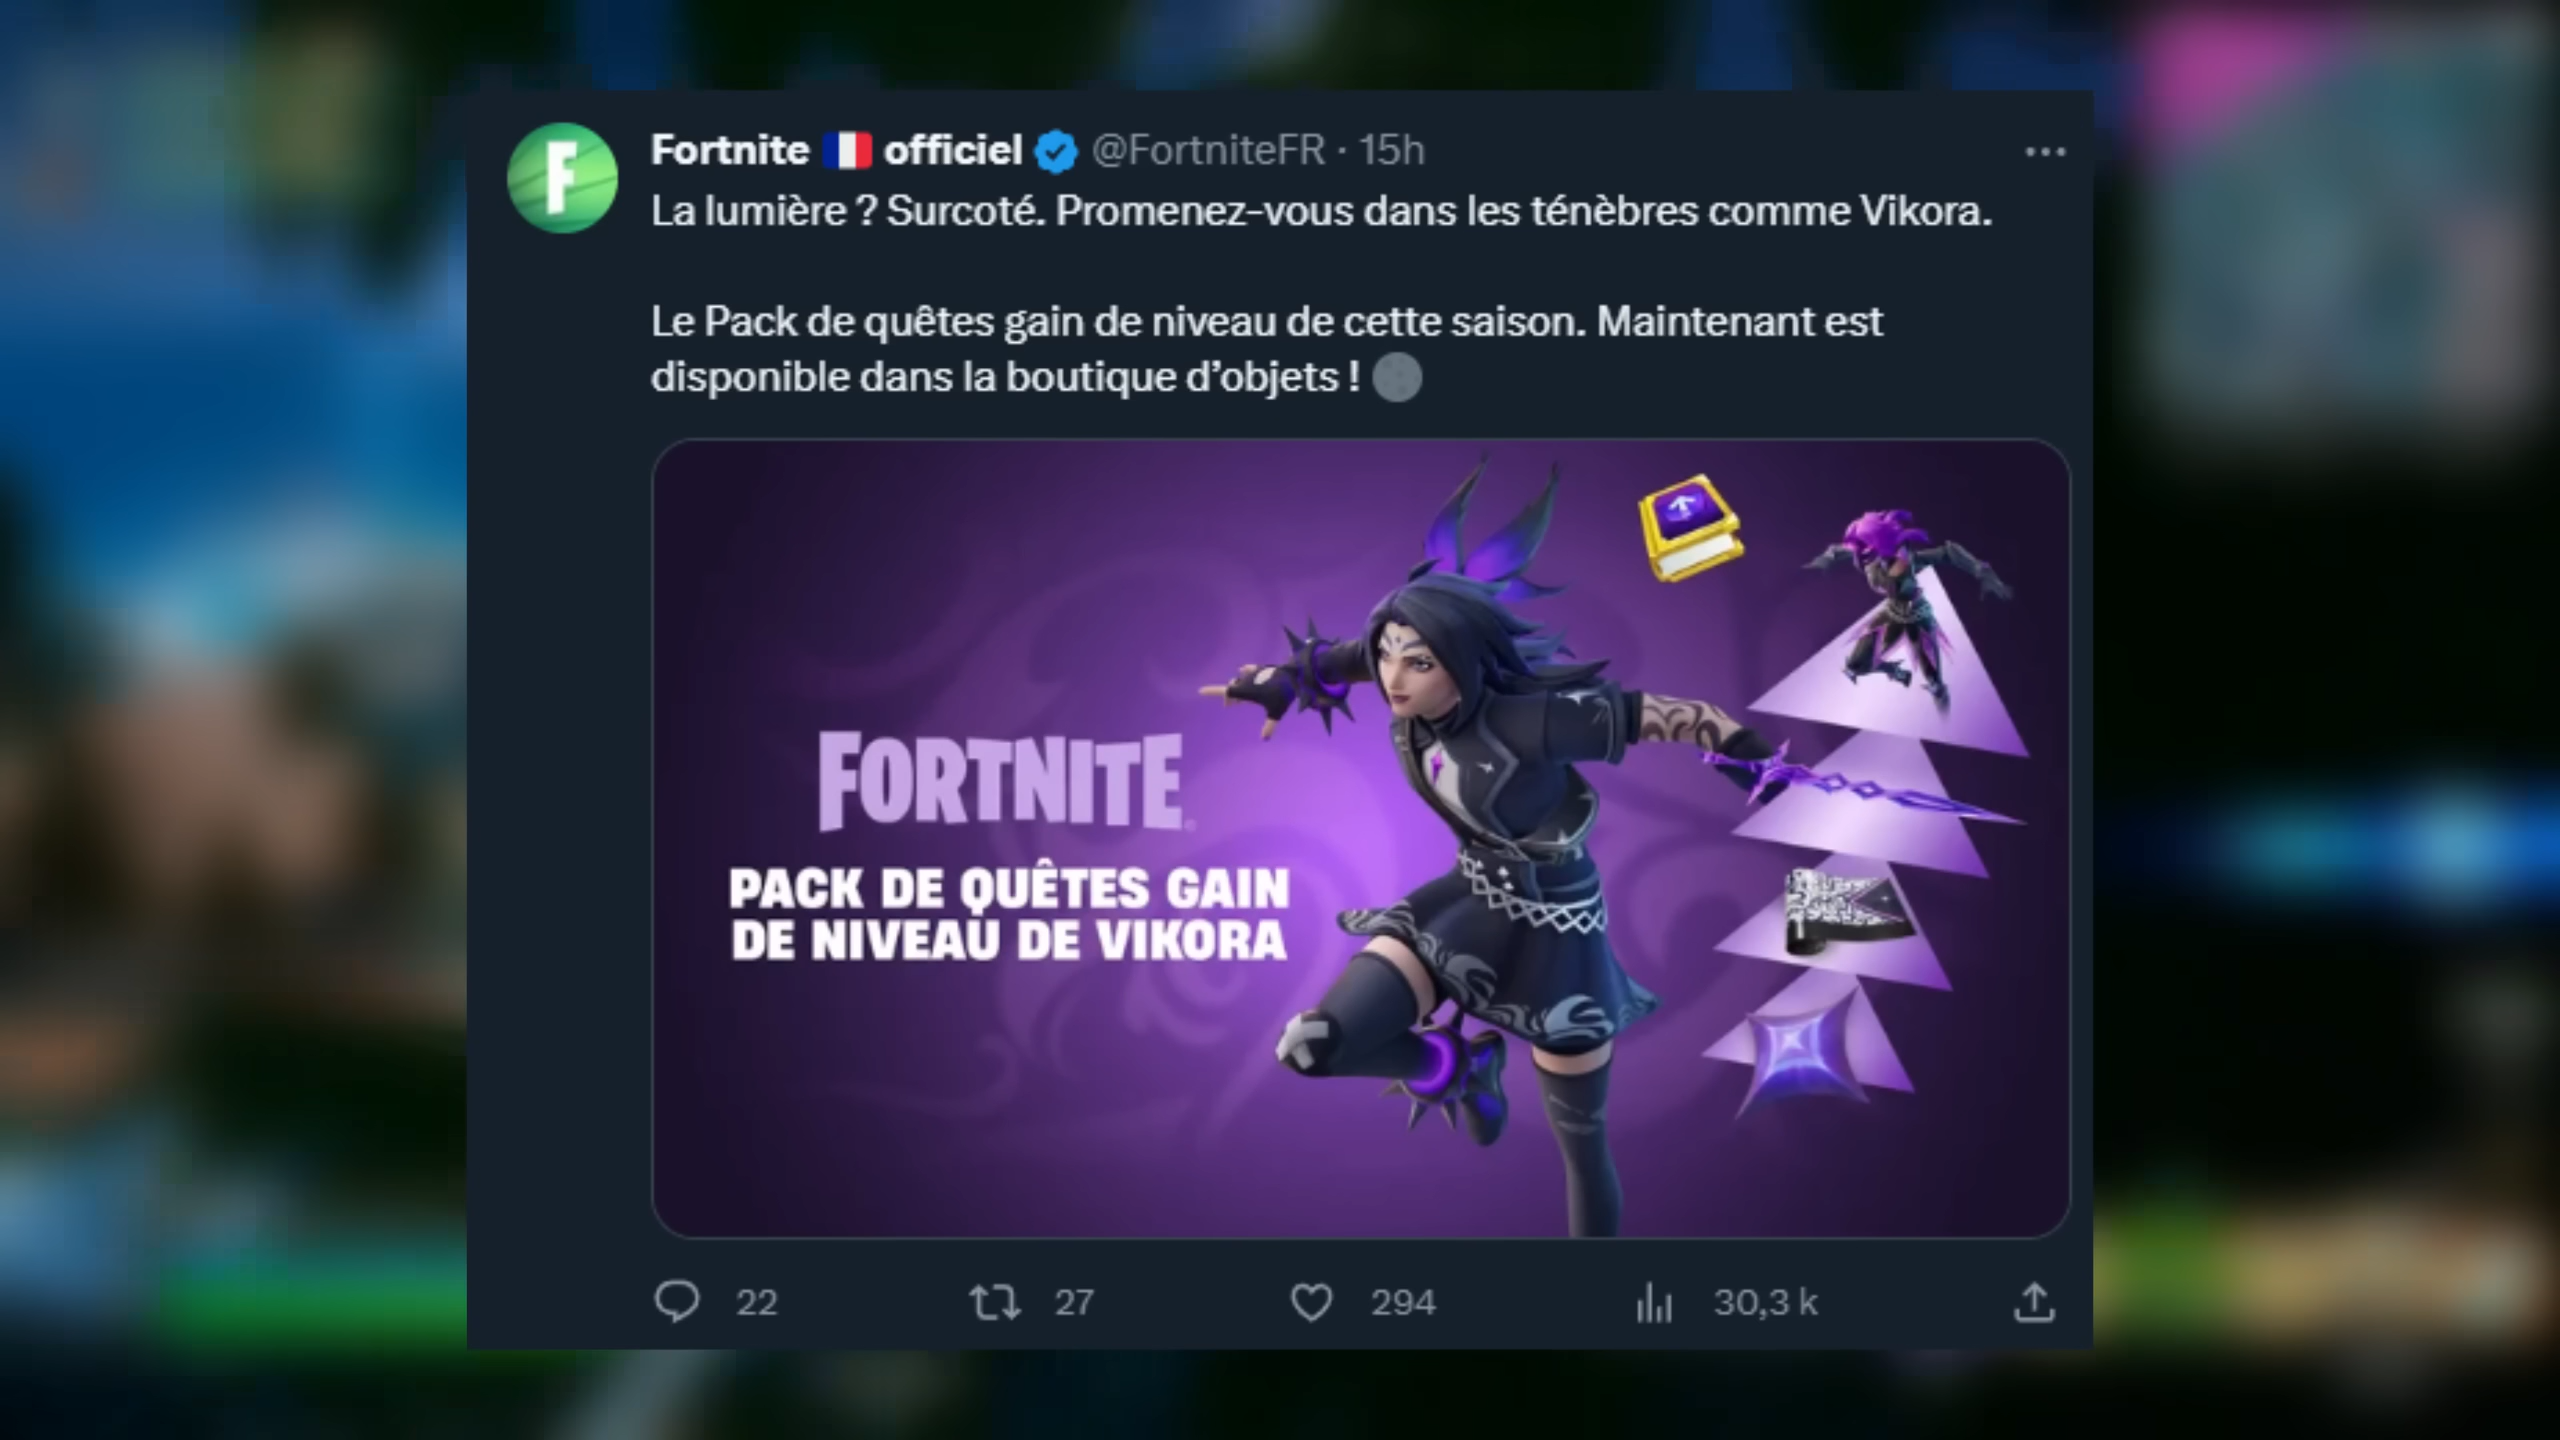 Fortnite 🇫🇷 officiel @FortniteFR · 15h
La lumière ? Surcoté. Promenez-vous dans les ténèbres comme Vikora.
Le Pack de quêtes gain de niveau de cette saison. Maintenant est
disponible dans la boutique d’objets ! 🌑
FORTNITE
PACK DE QUÊTES GAIN
DE NIVEAU DE VIKORA
22 27 294 30,3 k